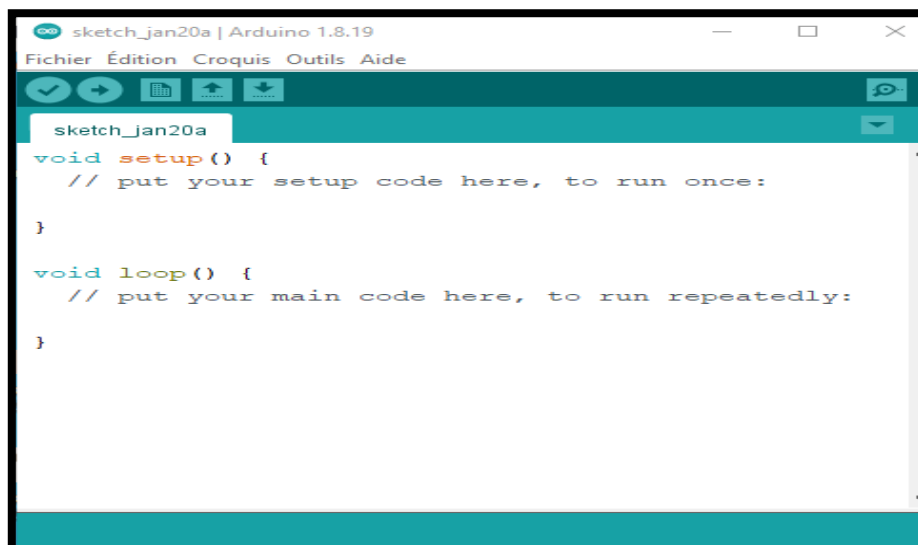 sketch_jan20a | Arduino 1.8.19
Fichier Édition Croquis Outils Aide
sketch_jan20a
void setup() {
// put your setup code here, to run once:
}
void loop() {
// put your main code here, to run repeatedly:
}